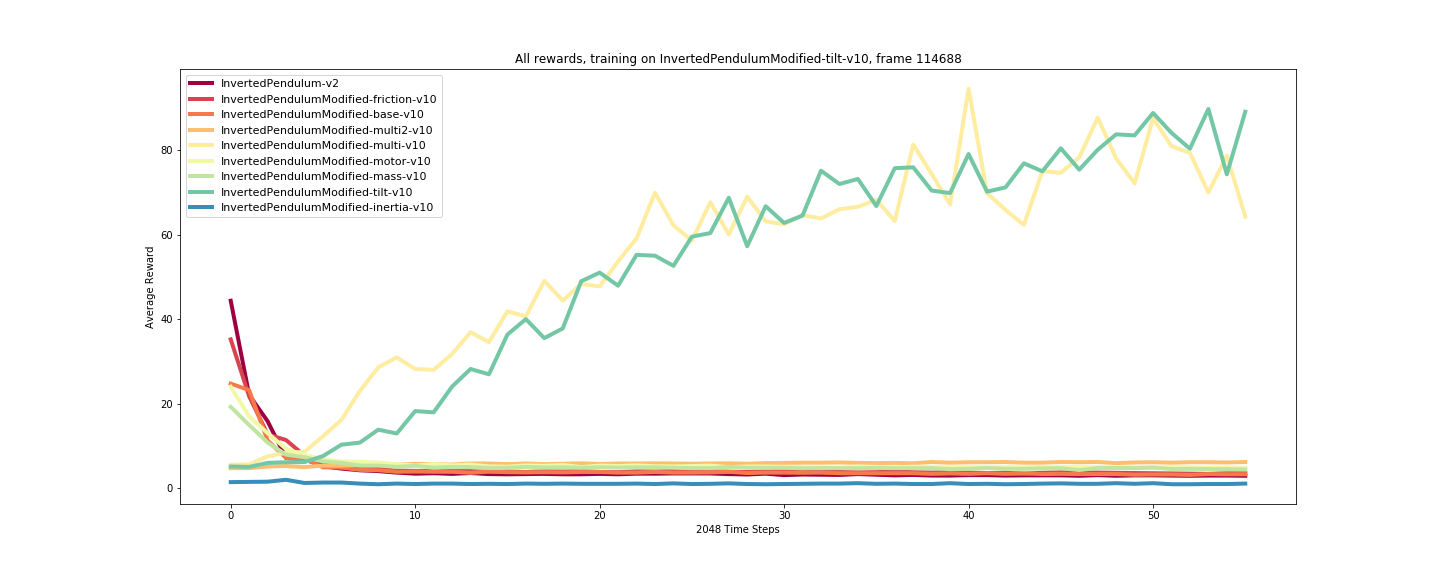 All rewards, training on InvertedPendulumModified-tilt-v10, frame 114688
InvertedPendulum-v2
InvertedPendulumModified-friction-v10
InvertedPendulumModified-base-v10
InvertedPendulumModified-multi2-v10
InvertedPendulumModified-multi-v10
InvertedPendulumModified-motor-v10
InvertedPendulumModified-mass-v10
InvertedPendulumModified-tilt-v10
InvertedPendulumModified-inertia-v10
Average Reward
80
60
40
20
0
0 10 20 30 40 50
2048 Time Steps